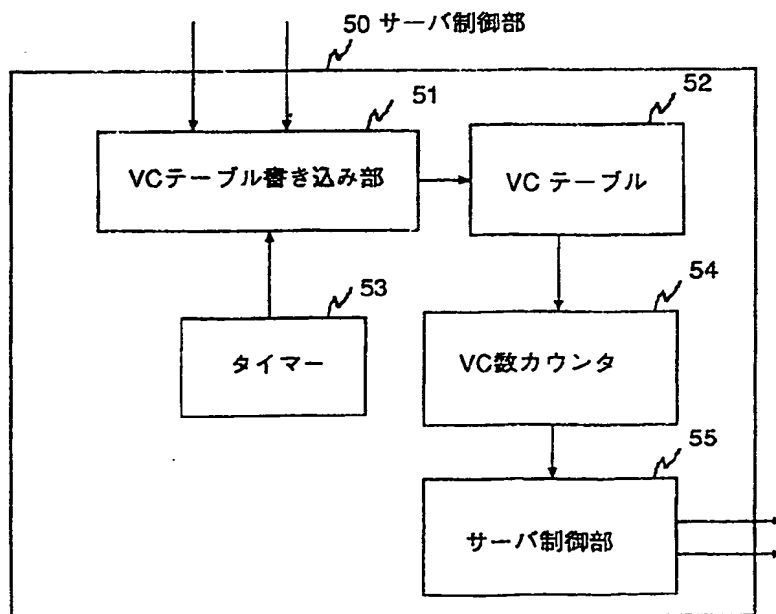 50 サーバ制御部
51
VCテーブル書き込み部
52
VC テーブル
53
タイマー
54
VC数カウンタ
55
サーバ制御部